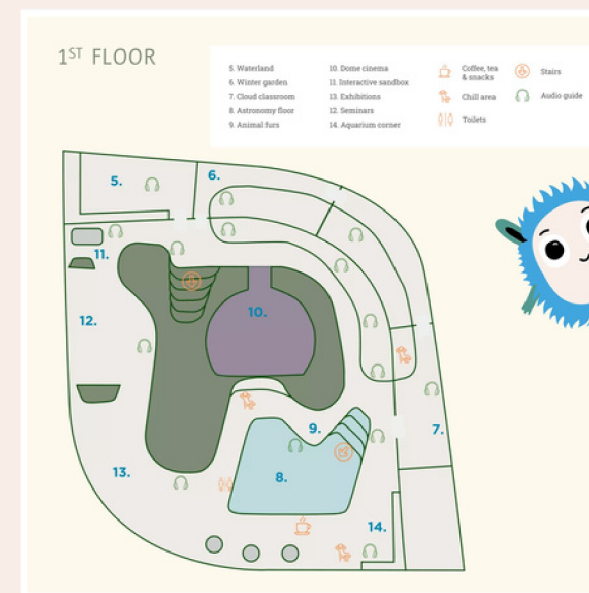 1ST FLOOR
5. Waterland
6. Winter garden
7. Cloud classroom
8. Astronomy floor
9. Animal furs
10. Dome cinema
11. Interactive sandbox
13. Exhibitions
12. Seminars
14. Aquarium corner
Coffee, tea
& snacks
Chill area
Toilets
Stairs
Audio guide
5.
6.
11.
12.
10.
9.
7.
13.
8.
14.